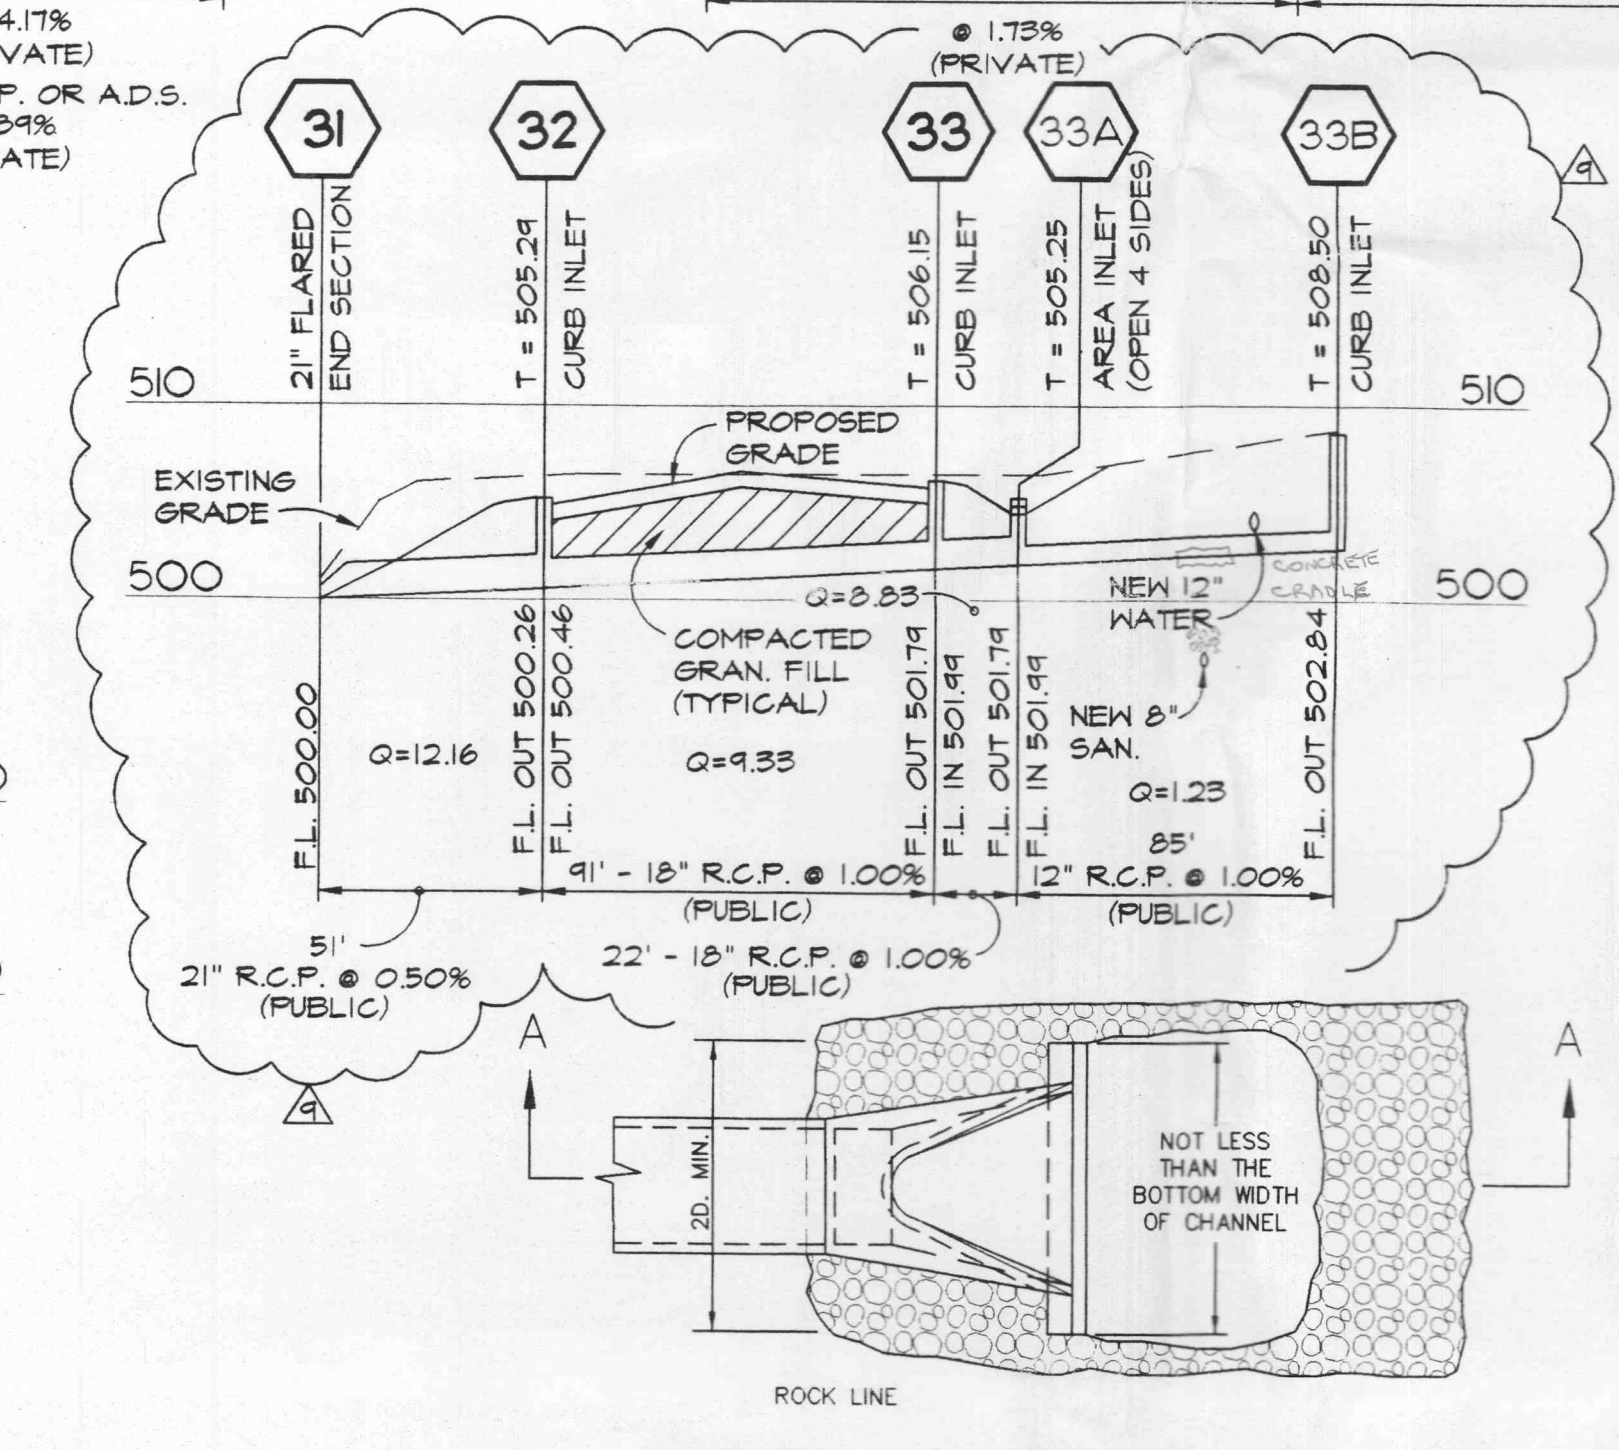 4.17%
VATE)
P. OR A.D.S.
39%
ATE)
@ 1.73%
(PRIVATE)
31
32
33
33A
33B
9
21" FLARED
END SECTION
T = 505.29
CURB INLET
T = 506.15
CURB INLET
T = 505.25
AREA INLET
(OPEN 4 SIDES)
T = 508.50
CURB INLET
510
510
PROPOSED
GRADE
EXISTING
GRADE
500
500
CONCRETE
CRADLE
NEW 12"
WATER
Q=8.83
COMPACTED
GRAN. FILL
(TYPICAL)
NEW 8"
SAN.
F.L. 500.00
F.L. OUT 500.26
F.L. OUT 500.46
F.L. OUT 501.79
F.L. IN 501.99
F.L. OUT 501.79
F.L. IN 501.99
F.L. OUT 502.84
Q=12.16
Q=9.33
Q=1.23
85'
91' - 18" R.C.P. @ 1.00%
(PUBLIC)
12" R.C.P. @ 1.00%
(PUBLIC)
51'
21" R.C.P. @ 0.50%
(PUBLIC)
22' - 18" R.C.P. @ 1.00%
(PUBLIC)
9
A
A
2D. MIN.
NOT LESS
THAN THE
BOTTOM WIDTH
OF CHANNEL
ROCK LINE